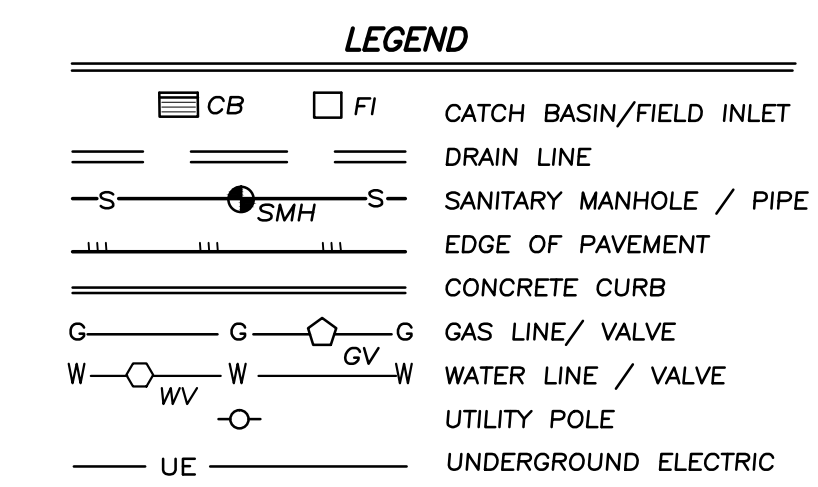 LEGEND
CB FI CATCH BASIN/FIELD INLET
DRAIN LINE
S SMH S SANITARY MANHOLE / PIPE
EDGE OF PAVEMENT
CONCRETE CURB
G G GV G GAS LINE/ VALVE
W WV W W WATER LINE / VALVE
UTILITY POLE
UE UNDERGROUND ELECTRIC